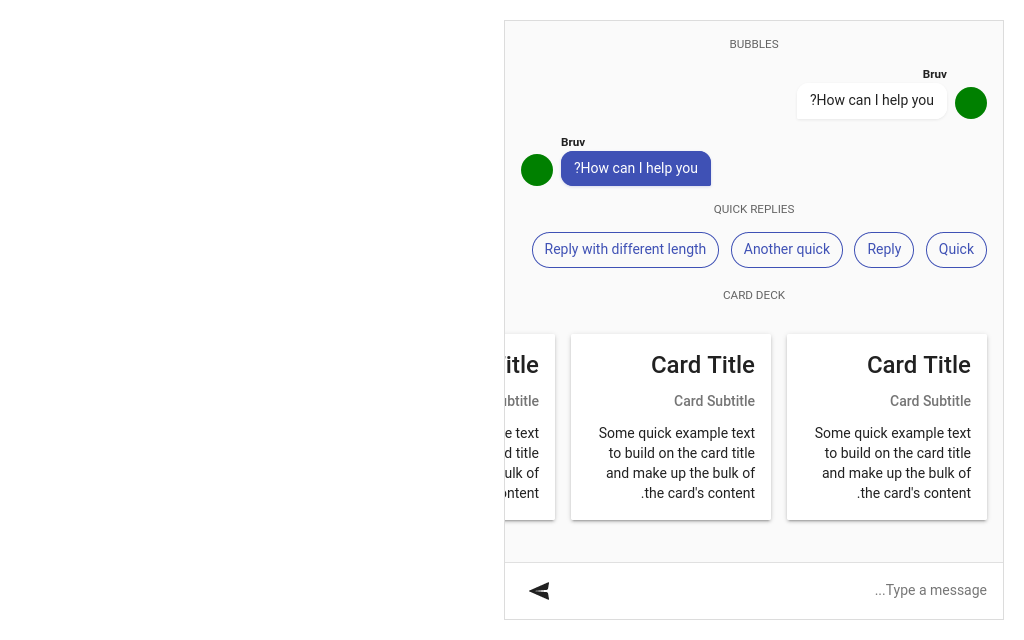 BUBBLES
Bruv
?How can I help you
Bruv
?How can I help you
QUICK REPLIES
Quick
Reply
Another quick
Reply with different length
CARD DECK
Card Title
Card Subtitle
Some quick example text
to build on the card title
and make up the bulk of
.the card's content
Card Title
Card Subtitle
Some quick example text
to build on the card title
and make up the bulk of
.the card's content
itle
btitle
e text
d title
ulk of
ntent
...Type a message